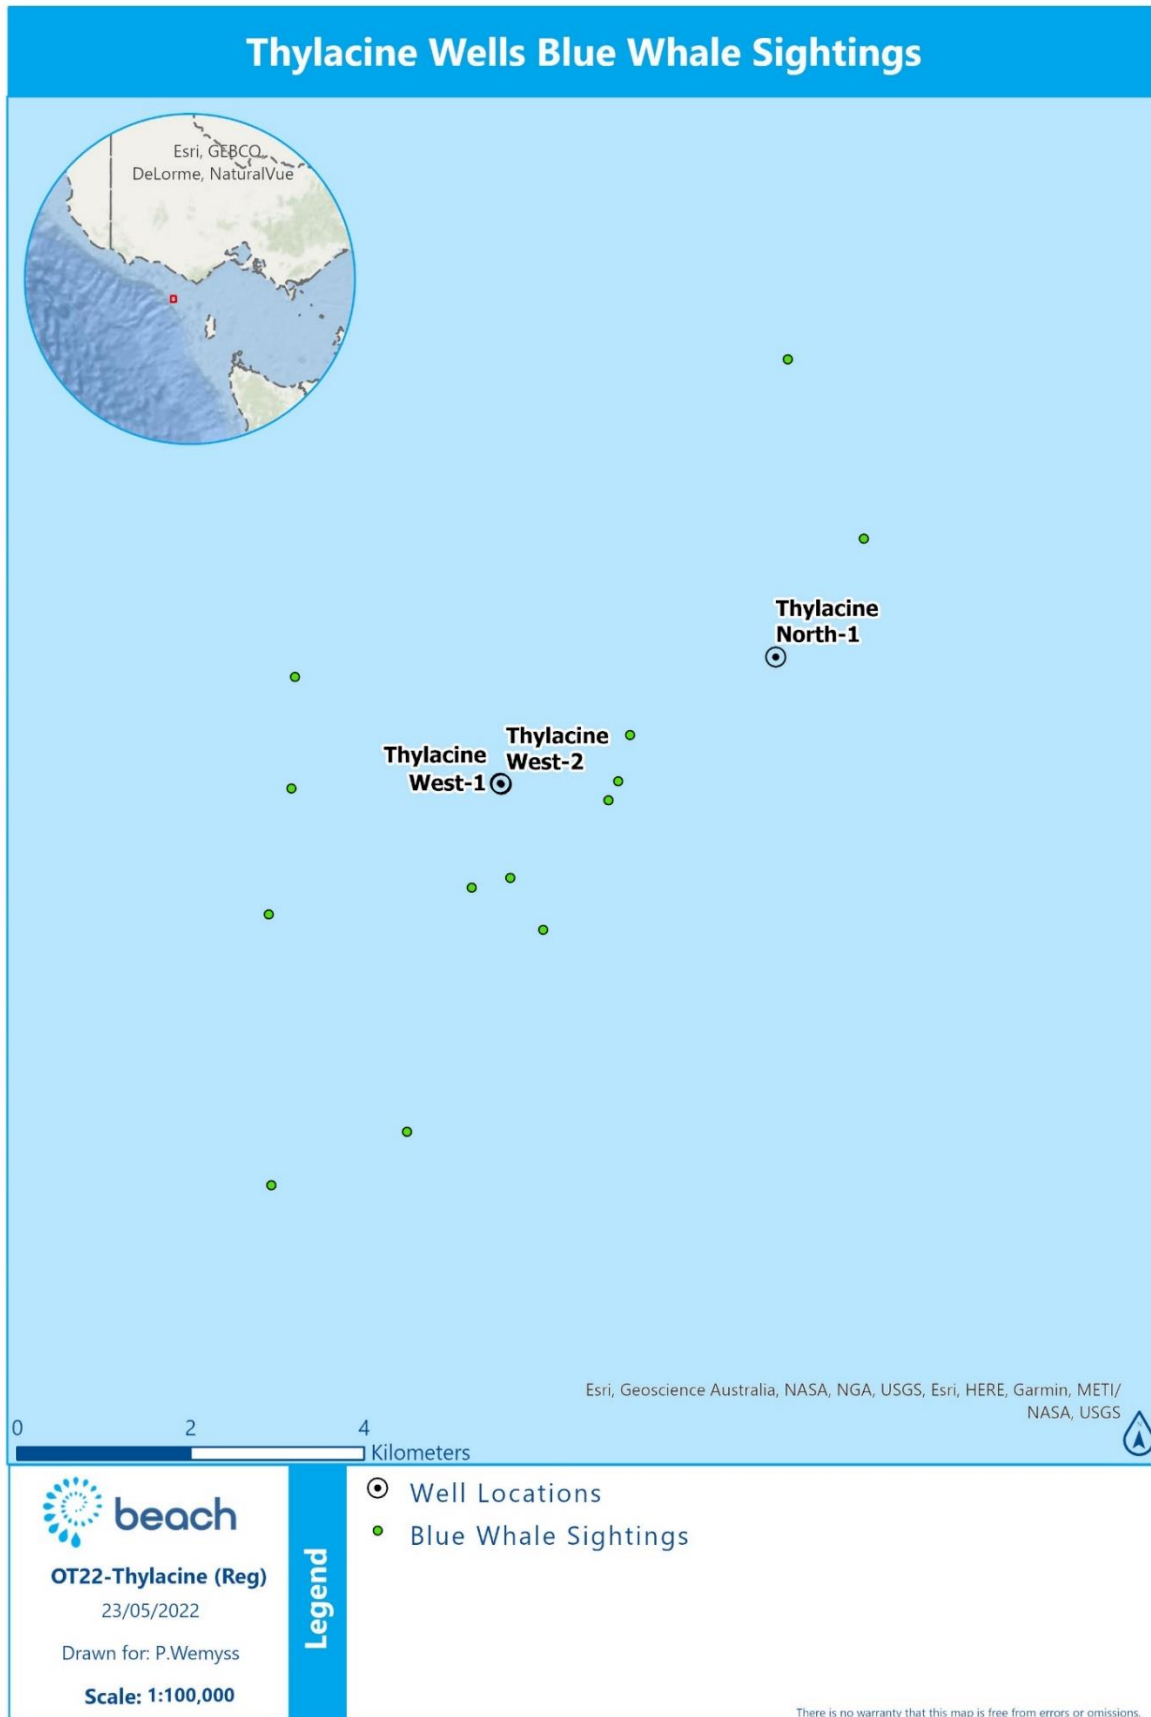 Thylacine Wells Blue Whale Sightings
Esri, GEBCO,
DeLorme, NaturalVue
Thylacine
North-1
Thylacine
West-2
Thylacine
West-1
Esri, Geoscience Australia, NASA, NGA, USGS, Esri, HERE, Garmin, METI/
NASA, USGS
N
0 2 4
Kilometers
beach
OT22-Thylacine (Reg)
23/05/2022
Drawn for: P.Wemyss
Scale: 1:100,000
Legend
Well Locations
Blue Whale Sightings
There is no warranty that this map is free from errors or omissions.